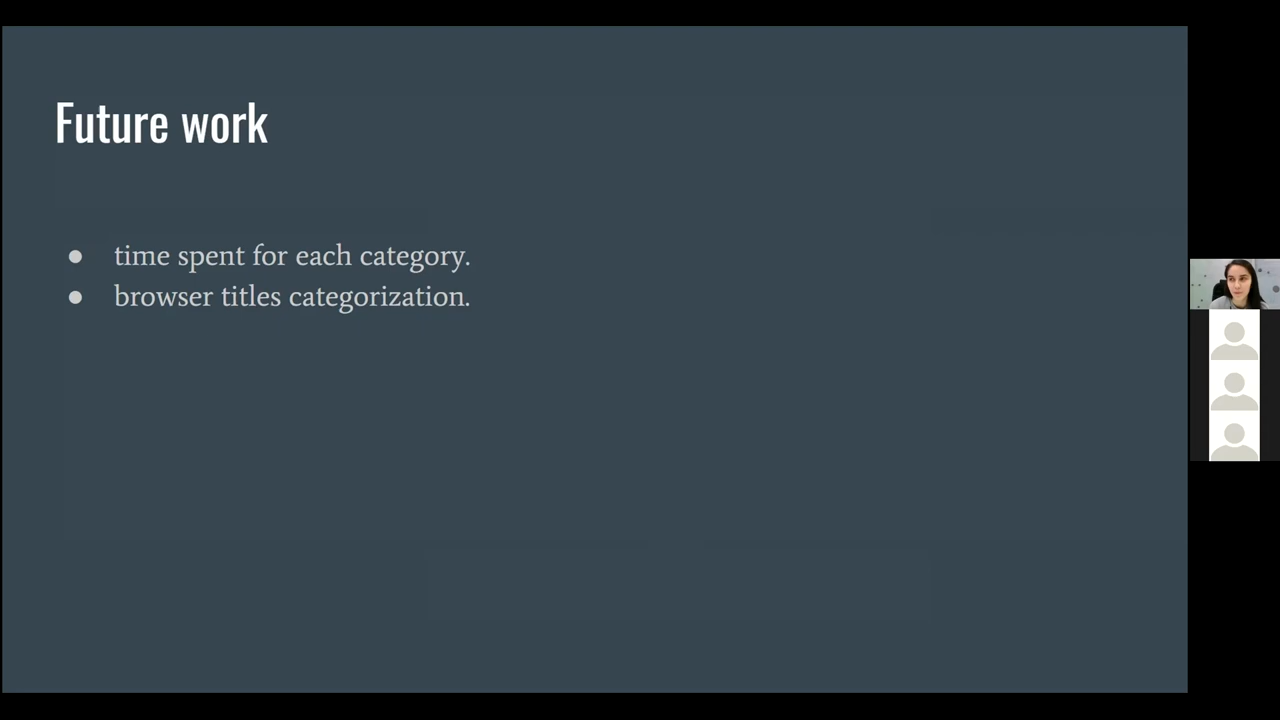 Future work
● time spent for each category.
● browser titles categorization.